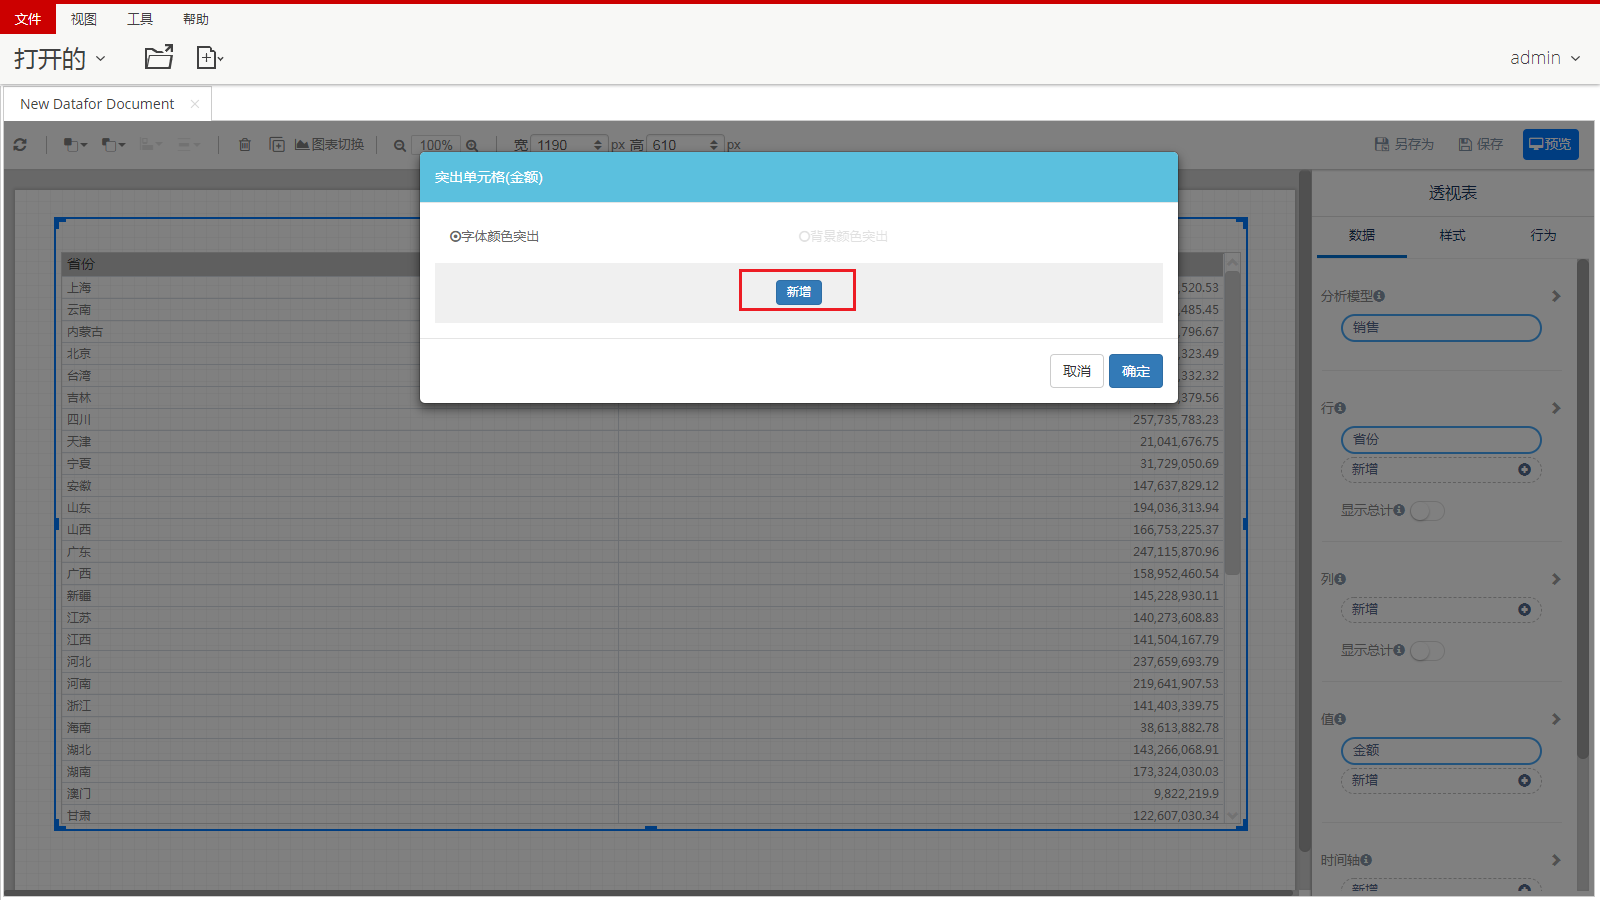 文件 视图 工具 帮助
打开的 admin
New Datafor Document ×
图表切换 100% 宽 1190 px 高 610 px 另存为 保存 预览
突出单元格(金额)
字体颜色突出 背景颜色突出
新增
取消 确定
省份
上海 ,520.53
云南 ,485.45
内蒙古 ,796.67
北京 ,323.49
台湾 ,332.32
吉林 ,379.56
四川 257,735,783.23
天津 21,041,676.75
宁夏 31,729,050.69
安徽 147,637,829.12
山东 194,036,313.94
山西 166,753,225.37
广东 247,115,870.96
广西 158,952,460.54
新疆 145,228,930.11
江苏 140,273,608.83
江西 141,504,167.79
河北 237,659,693.79
河南 219,641,907.53
浙江 141,403,339.75
海南 38,613,882.78
湖北 143,266,068.91
湖南 173,324,030.03
澳门 9,822,219.9
甘肃 122,607,030.34
透视表
数据 样式 行为
分析模型
销售
行
省份
新增
显示总计
列
新增
显示总计
值
金额
新增
时间轴
新增